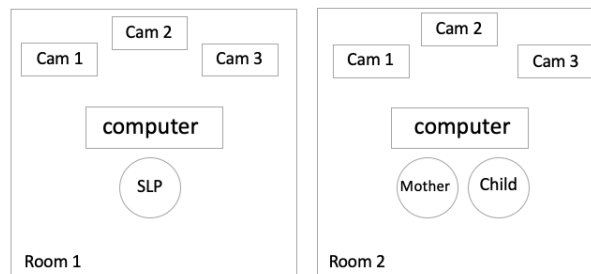 Cam 2
Cam 1
Cam 3
computer
SLP
Room 1
Cam 2
Cam 1
Cam 3
computer
Mother
Child
Room 2